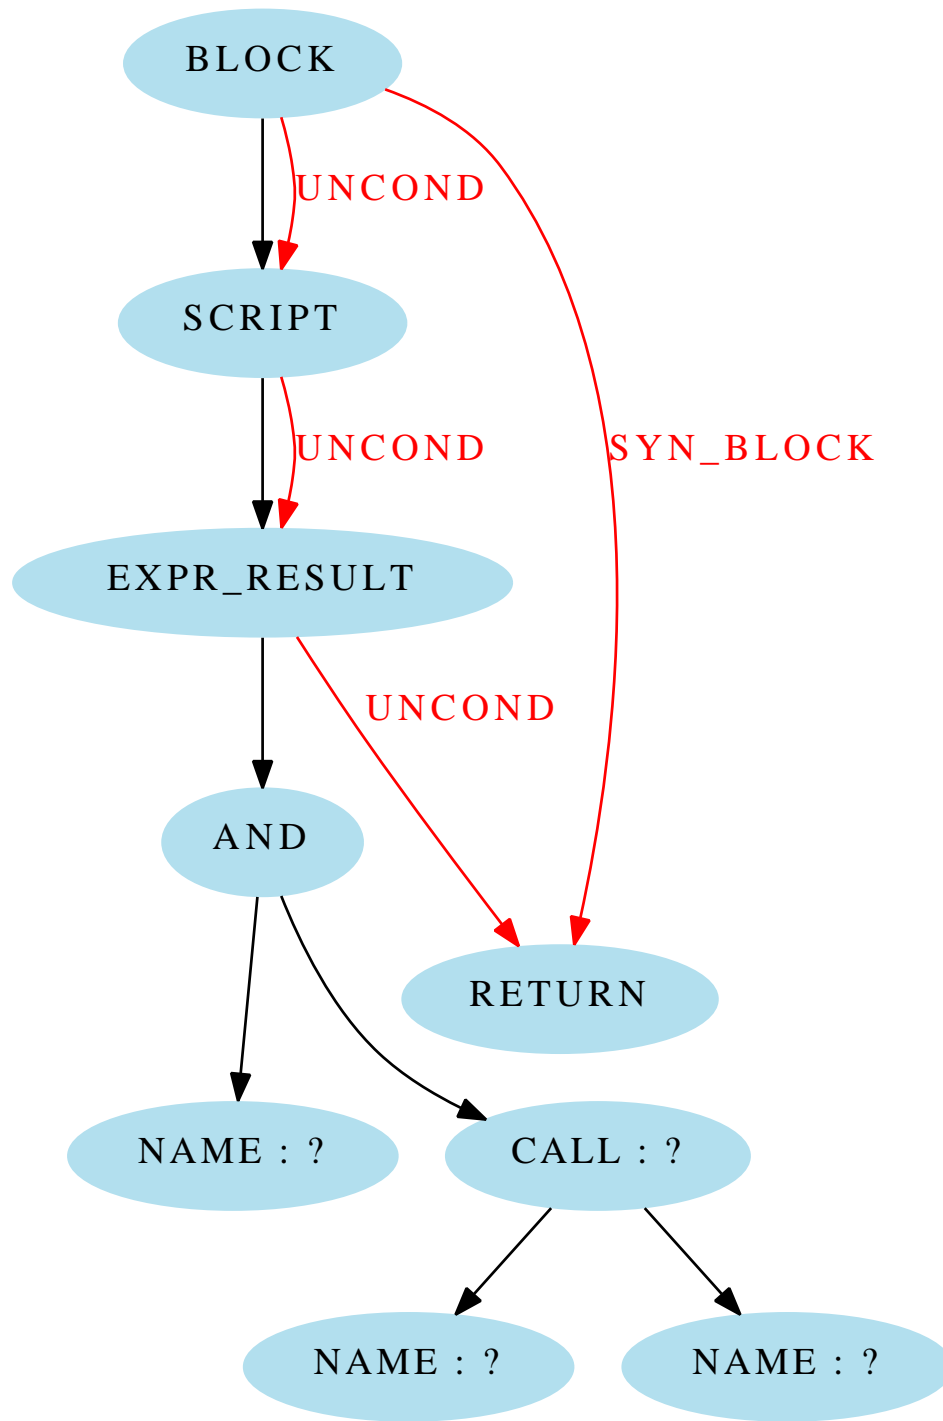 BLOCK
UNCOND
SCRIPT
UNCOND
SYN_BLOCK
EXPR_RESULT
UNCOND
AND
RETURN
NAME : ?
CALL : ?
NAME : ?
NAME : ?